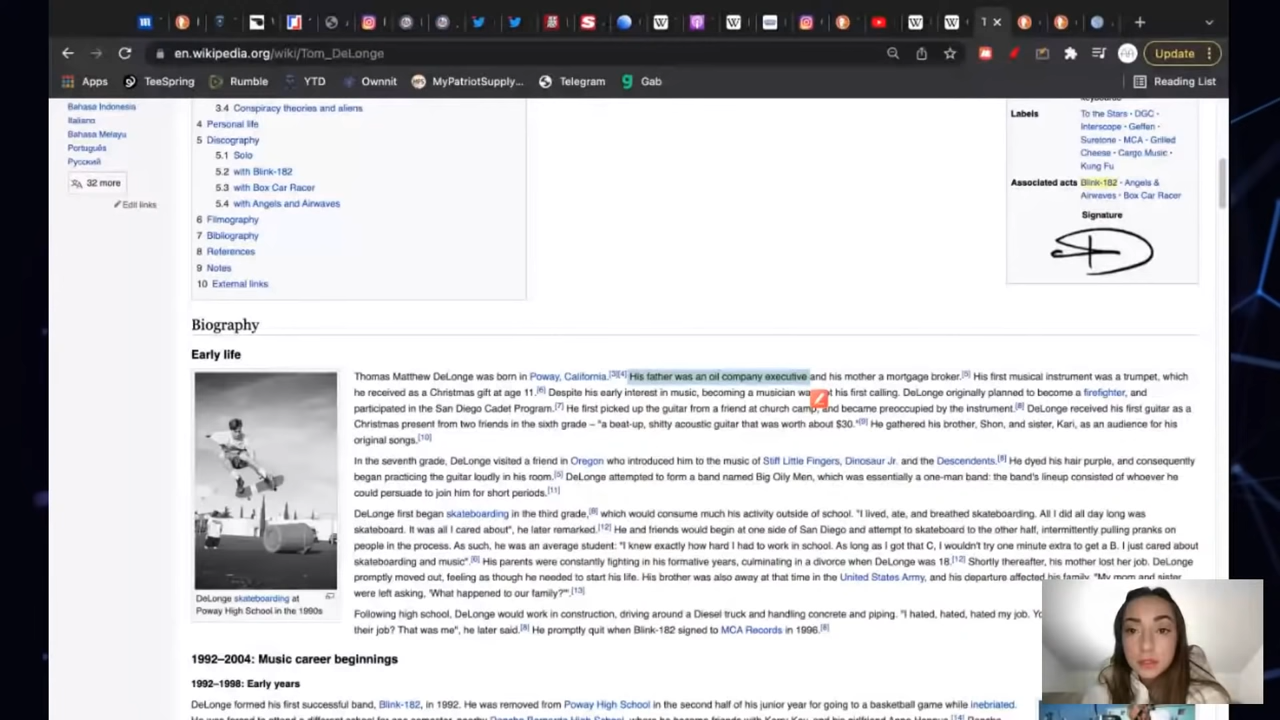 en.wikipedia.org/wiki/Tom_DeLonge
Update
Apps TeeSpring Rumble YTD Ownnit MyPatriotSupply... Telegram Gab Reading List
Bahasa Indonesia
Italiano
Bahasa Melayu
Português
Русский
32 more
Edit links
3.4 Conspiracy theories and aliens
4 Personal life
5 Discography
5.1 Solo
5.2 with Blink-182
5.3 with Box Car Racer
5.4 with Angels and Airwaves
6 Filmography
7 Bibliography
8 References
9 Notes
10 External links
Labels To the Stars · DGC ·
Interscope · Geffen ·
Suretone · MCA · Grilled
Cheese · Cargo Music ·
Kung Fu
Associated acts Blink-182 · Angels &
Airwaves · Box Car Racer
Signature
Biography
Early life
Thomas Matthew DeLonge was born in Poway, California.[3][4] His father was an oil company executive and his mother a mortgage broker.[5] His first musical instrument was a trumpet, which
he received as a Christmas gift at age 11.[6] Despite his early interest in music, becoming a musician wa t his first calling. DeLonge originally planned to become a firefighter, and
participated in the San Diego Cadet Program.[7] He first picked up the guitar from a friend at church camp, and became preoccupied by the instrument.[8] DeLonge received his first guitar as a
Christmas present from two friends in the sixth grade – "a beat-up, shitty acoustic guitar that was worth about $30."[9] He gathered his brother, Shon, and sister, Kari, as an audience for his
original songs.[10]
In the seventh grade, DeLonge visited a friend in Oregon who introduced him to the music of Stiff Little Fingers, Dinosaur Jr. and the Descendents.[8] He dyed his hair purple, and consequently
began practicing the guitar loudly in his room.[5] DeLonge attempted to form a band named Big Oily Men, which was essentially a one-man band: the band's lineup consisted of whoever he
could persuade to join him for short periods.[11]
DeLonge first began skateboarding in the third grade,[8] which would consume much his activity outside of school. "I lived, ate, and breathed skateboarding. All I did all day long was
skateboard. It was all I cared about", he later remarked.[12] He and friends would begin at one side of San Diego and attempt to skateboard to the other half, intermittently pulling pranks on
people in the process. As such, he was an average student: "I knew exactly how hard I had to work in school. As long as I got that C, I wouldn't try one minute extra to get a B. I just cared about
skateboarding and music".[6] His parents were constantly fighting in his formative years, culminating in a divorce when DeLonge was 18.[12] Shortly thereafter, his mother lost her job. DeLonge
promptly moved out, feeling as though he needed to start his life. His brother was also away at that time in the United States Army, and his departure affected his family. "My mom and sister
were left asking, 'What happened to our family?'".[13]
DeLonge skateboarding at
Poway High School in the 1990s
Following high school, DeLonge would work in construction, driving around a Diesel truck and handling concrete and piping. "I hated, hated, hated my job.
their job? That was me", he later said.[8] He promptly quit when Blink-182 signed to MCA Records in 1996.[8]
1992–2004: Music career beginnings
1992–1998: Early years
DeLonge formed his first successful band, Blink-182, in 1992. He was removed from Poway High School in the second half of his junior year for going to a basketball game while inebriated.